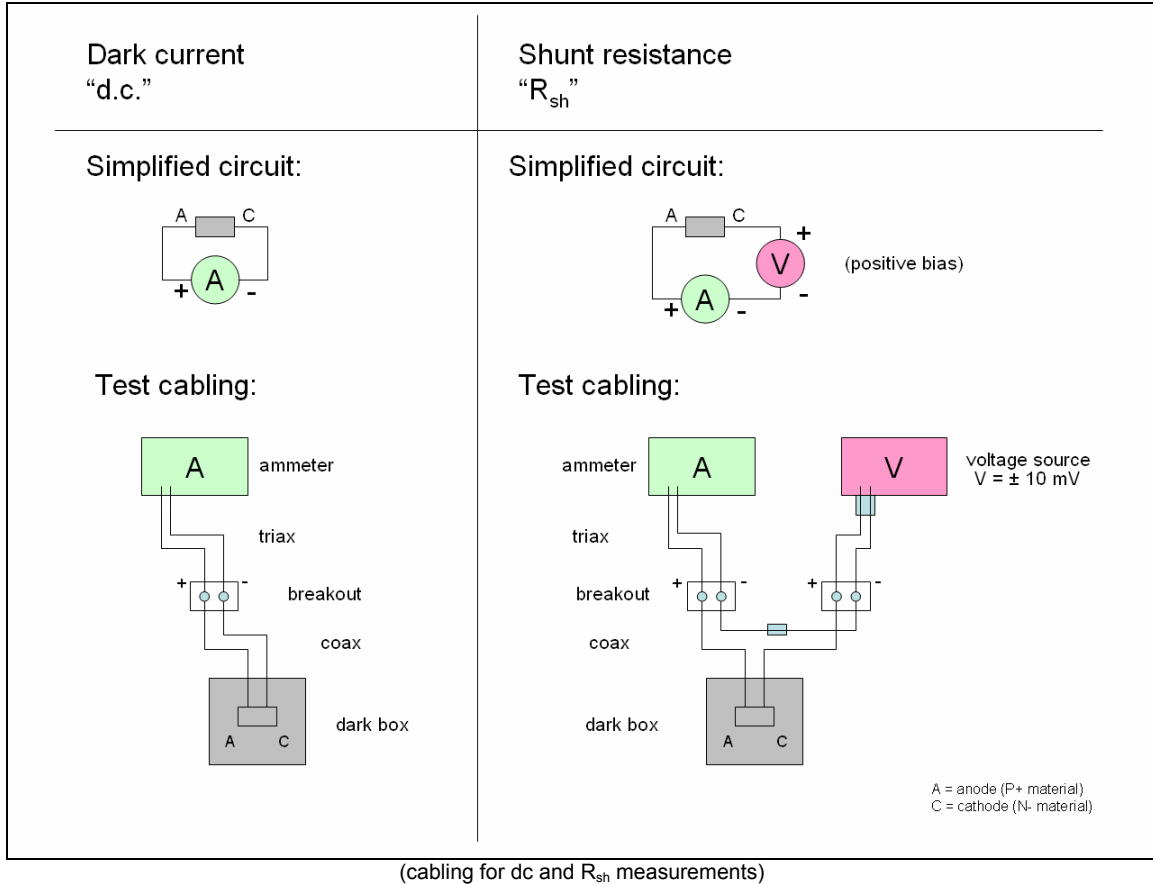 Dark current
“d.c.”
Shunt resistance
“Rsh”
Simplified circuit:
A C
A
+ -
Simplified circuit:
A C
+
V
(positive bias)
-
A
+ -
Test cabling:
A
ammeter
triax
+ -
breakout
coax
dark box
A C
Test cabling:
ammeter
A
V
voltage source
V = ± 10 mV
triax
+ - + -
breakout
coax
dark box
A C
A = anode (P+ material)
C = cathode (N- material)
(cabling for dc and Rsh measurements)